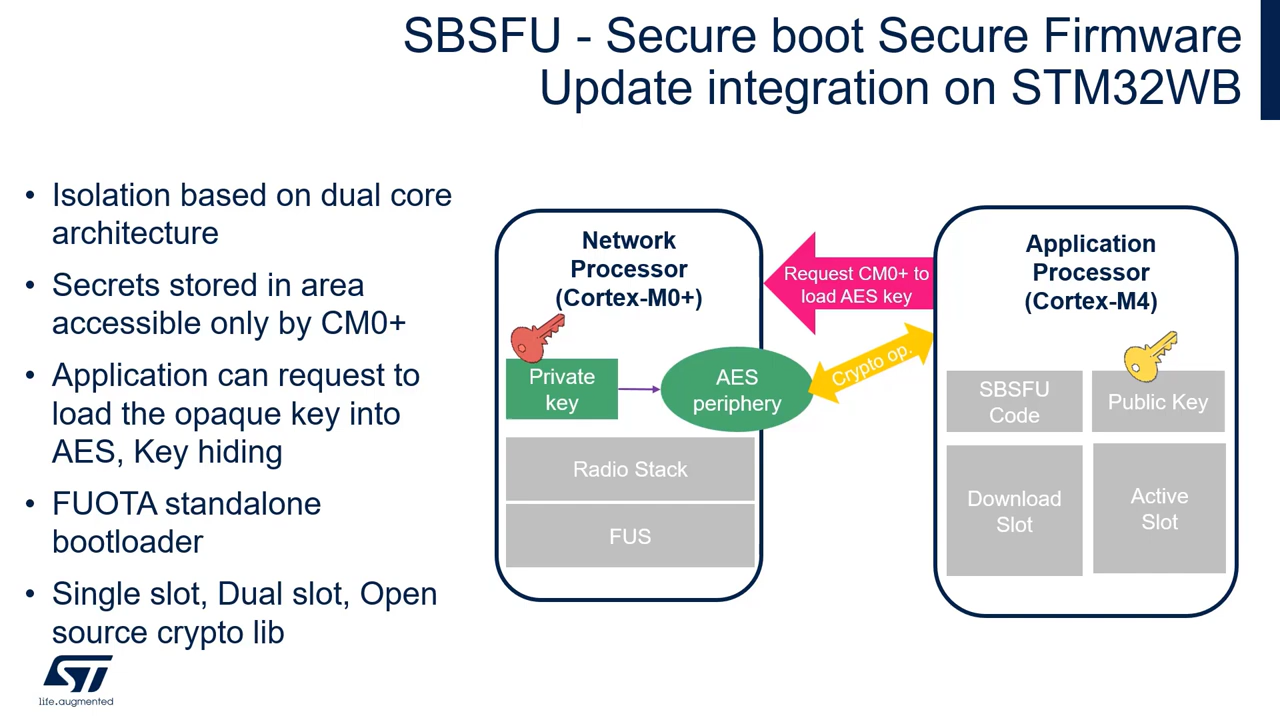 SBSFU - Secure boot Secure Firmware
Update integration on STM32WB
• Isolation based on dual core
architecture
• Secrets stored in area
accessible only by CM0+
• Application can request to
load the opaque key into
AES, Key hiding
• FUOTA standalone
bootloader
• Single slot, Dual slot, Open
source crypto lib
Network
Processor
(Cortex-M0+)
Private
key
AES
periphery
Radio Stack
FUS
Request CM0+ to
load AES key
Crypto op.
Application
Processor
(Cortex-M4)
SBSFU
Code
Public Key
Download
Slot
Active
Slot
ST
life.augmented